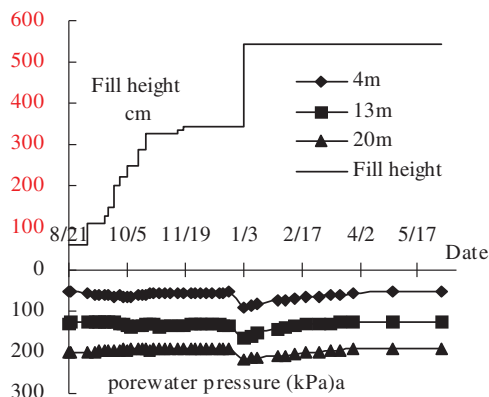 600
500
400
300
200
100
0
100
200
300
Fill height
cm
4m
13m
20m
Fill height
8/21 10/5 11/19 1/3 2/17 4/2 5/17
Date
porewater pressure (kPa)a